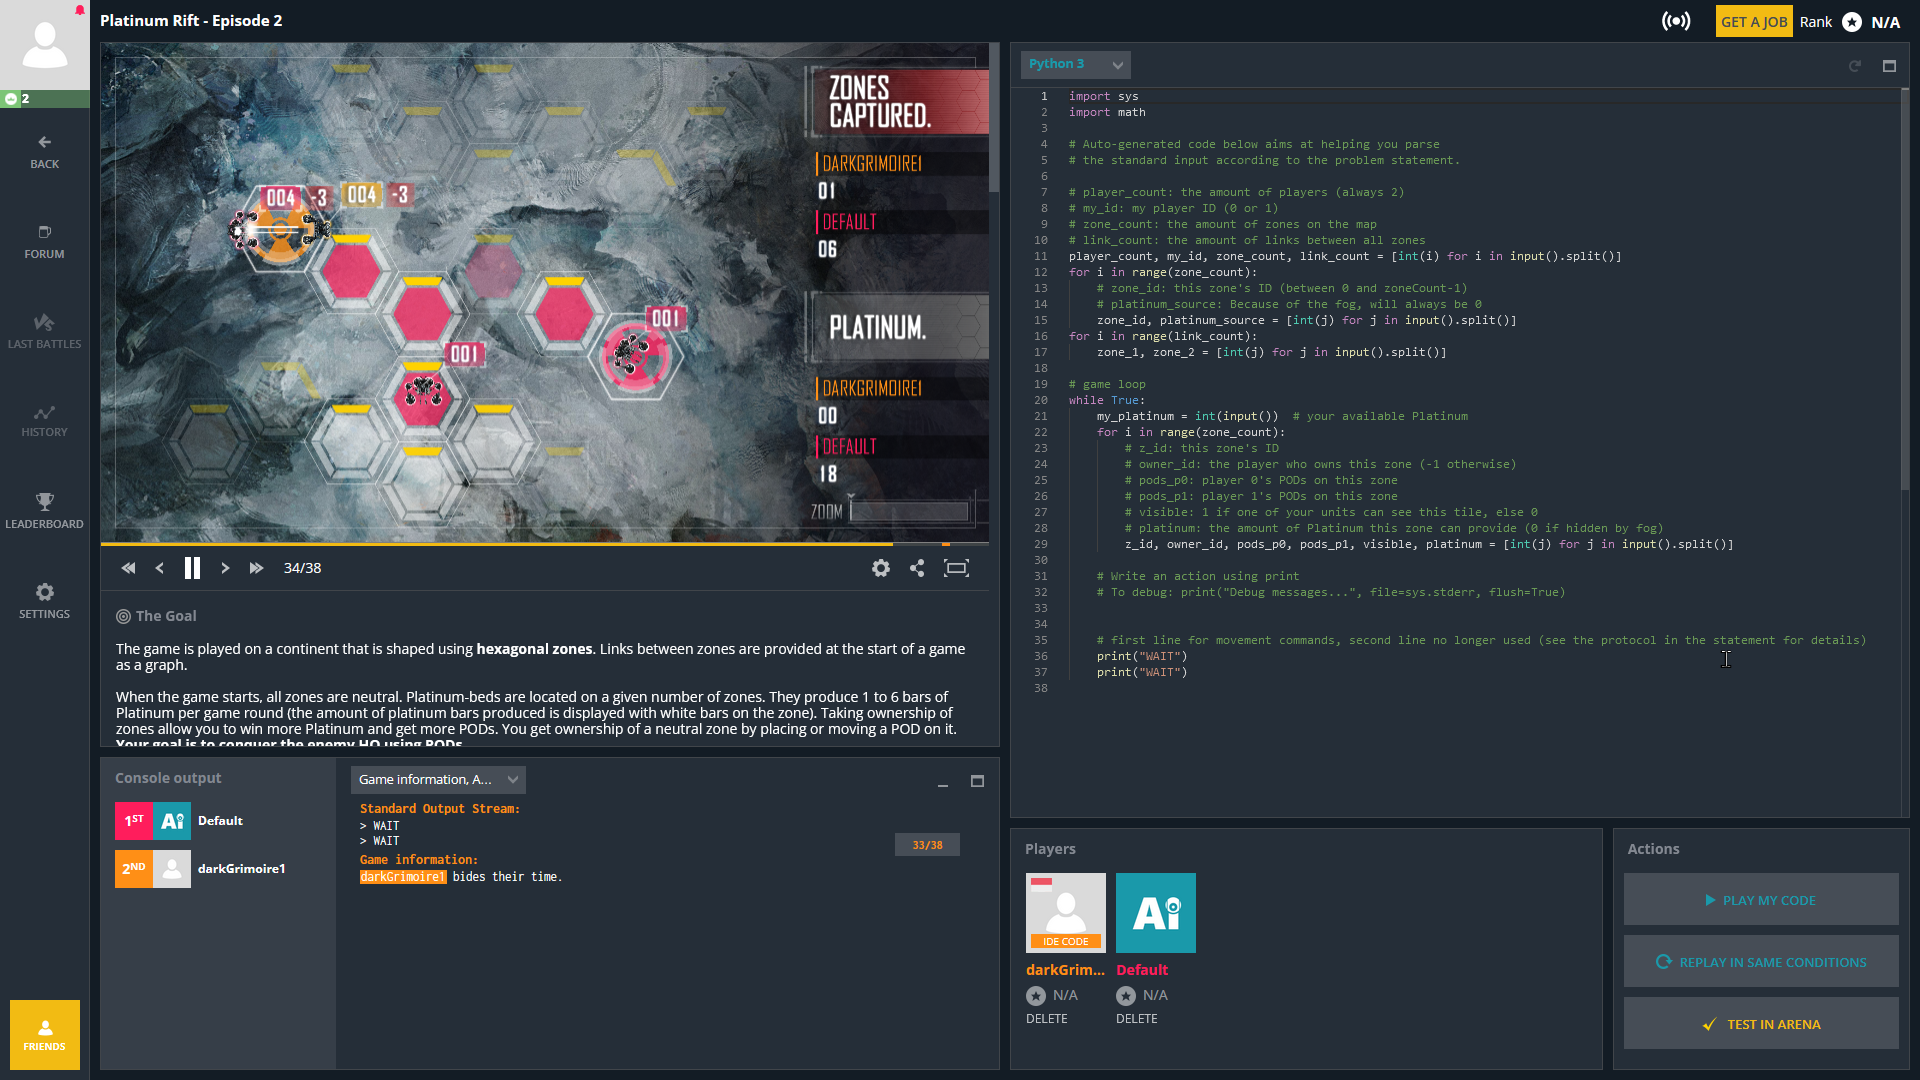 Platinum Rift - Episode 2
GET A JOB
Rank
N/A
2
BACK
FORUM
LAST BATTLES
HISTORY
LEADERBOARD
SETTINGS
FRIENDS
004 -3 004 -3
001
001
ZONES
CAPTURED.
DARKGRIMOIRE1
01
DEFAULT
06
PLATINUM.
DARKGRIMOIRE1
00
DEFAULT
18
ZOOM
34/38
The Goal
The game is played on a continent that is shaped using hexagonal zones. Links between zones are provided at the start of a game
as a graph.
When the game starts, all zones are neutral. Platinum-beds are located on a given number of zones. They produce 1 to 6 bars of
Platinum per game round (the amount of platinum bars produced is displayed with white bars on the zone). Taking ownership of
zones allow you to win more Platinum and get more PODs. You get ownership of a neutral zone by placing or moving a POD on it.
Your goal is to conquer the enemy HQ using PODs.
Console output
1ST Ai Default
2ND darkGrimoire1
Game information, A...
Standard Output Stream:
> WAIT
> WAIT
33/38
Game information:
darkGrimoire1 bides their time.
Python 3
1 import sys
2 import math
3
4 # Auto-generated code below aims at helping you parse
5 # the standard input according to the problem statement.
6
7 # player_count: the amount of players (always 2)
8 # my_id: my player ID (0 or 1)
9 # zone_count: the amount of zones on the map
10 # link_count: the amount of links between all zones
11 player_count, my_id, zone_count, link_count = [int(i) for i in input().split()]
12 for i in range(zone_count):
13     # zone_id: this zone's ID (between 0 and zoneCount-1)
14     # platinum_source: Because of the fog, will always be 0
15     zone_id, platinum_source = [int(j) for j in input().split()]
16 for i in range(link_count):
17     zone_1, zone_2 = [int(j) for j in input().split()]
18
19 # game loop
20 while True:
21     my_platinum = int(input())  # your available Platinum
22     for i in range(zone_count):
23         # z_id: this zone's ID
24         # owner_id: the player who owns this zone (-1 otherwise)
25         # pods_p0: player 0's PODs on this zone
26         # pods_p1: player 1's PODs on this zone
27         # visible: 1 if one of your units can see this tile, else 0
28         # platinum: the amount of Platinum this zone can provide (0 if hidden by fog)
29         z_id, owner_id, pods_p0, pods_p1, visible, platinum = [int(j) for j in input().split()]
30
31     # Write an action using print
32     # To debug: print("Debug messages...", file=sys.stderr, flush=True)
33
34
35     # first line for movement commands, second line no longer used (see the protocol in the statement for details)
36     print("WAIT")
37     print("WAIT")
38
Players
IDE CODE
Ai
darkGrim... Default
N/A N/A
DELETE DELETE
Actions
PLAY MY CODE
REPLAY IN SAME CONDITIONS
TEST IN ARENA